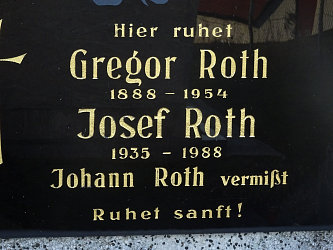 Hier ruhet
Gregor Roth
1888 – 1954
Josef Roth
1935 – 1988
Johann Roth vermißt
Ruhet sanft!